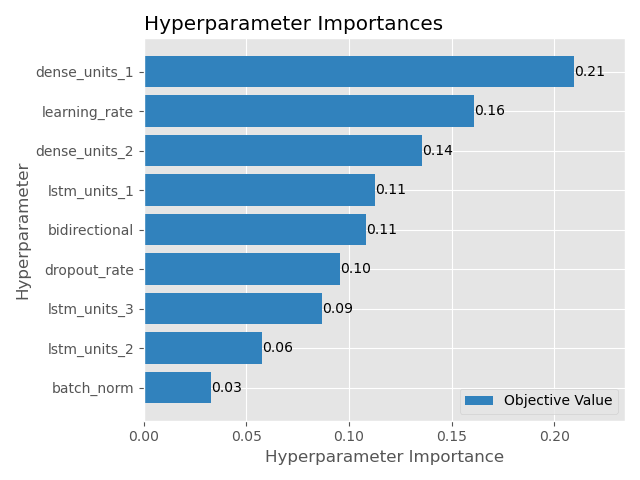 Hyperparameter Importances
dense_units_1 0.21
learning_rate 0.16
dense_units_2 0.14
lstm_units_1 0.11
bidirectional 0.11
dropout_rate 0.10
lstm_units_3 0.09
lstm_units_2 0.06
batch_norm 0.03
Hyperparameter
Objective Value
0.00 0.05 0.10 0.15 0.20
Hyperparameter Importance